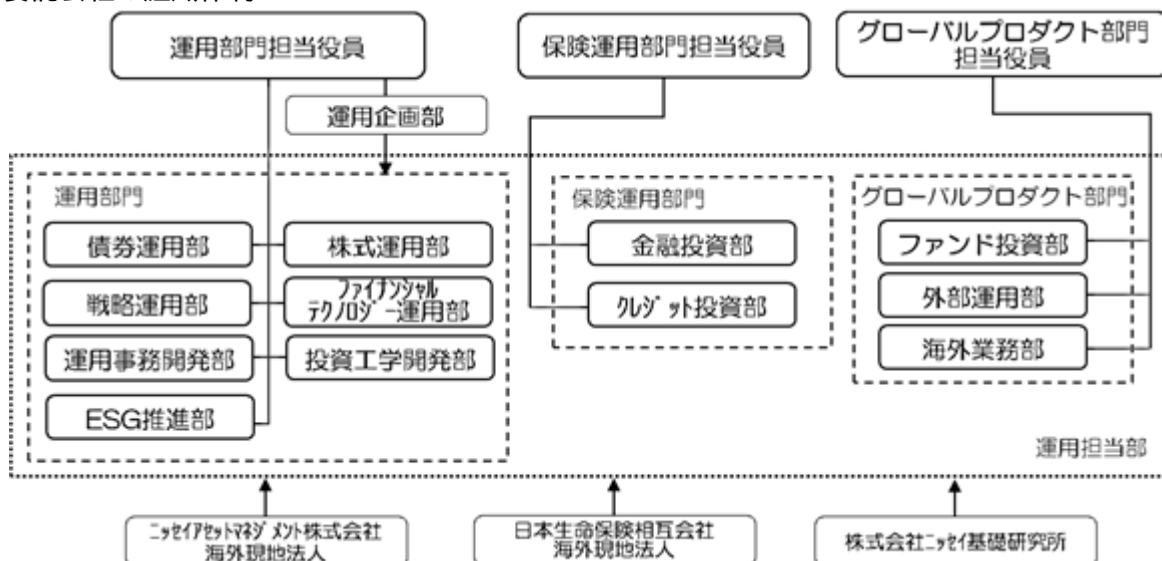 運用部門担当役員
保険運用部門担当役員
グローバルプロダクト部門
担当役員
運用企画部
運用部門
債券運用部
株式運用部
戦略運用部
ファイナンシャル
テクノロジー運用部
運用事務開発部
投資工学開発部
ESG推進部
保険運用部門
金融投資部
クレジット投資部
グローバルプロダクト部門
ファンド投資部
外部運用部
海外業務部
運用担当部
ニッセイアセットマネジメント株式会社
海外現地法人
日本生命保険相互会社
海外現地法人
株式会社ニッセイ基礎研究所